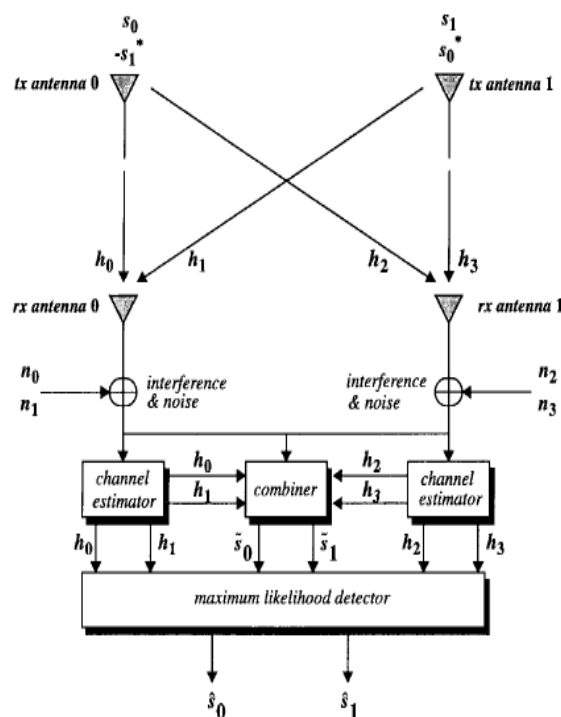 s₀ s₁
-s₁* s₀*
tx antenna 0 tx antenna 1
h₀ h₁ h₂ h₃
rx antenna 0 rx antenna 1
n₀ interference interference n₂
n₁ & noise & noise n₃
channel estimator h₀ h₁ combiner h₂ h₃ channel estimator
h₀ h₁ s̃₀ s̃₁ h₂ h₃
maximum likelihood detector
ŝ₀ ŝ₁